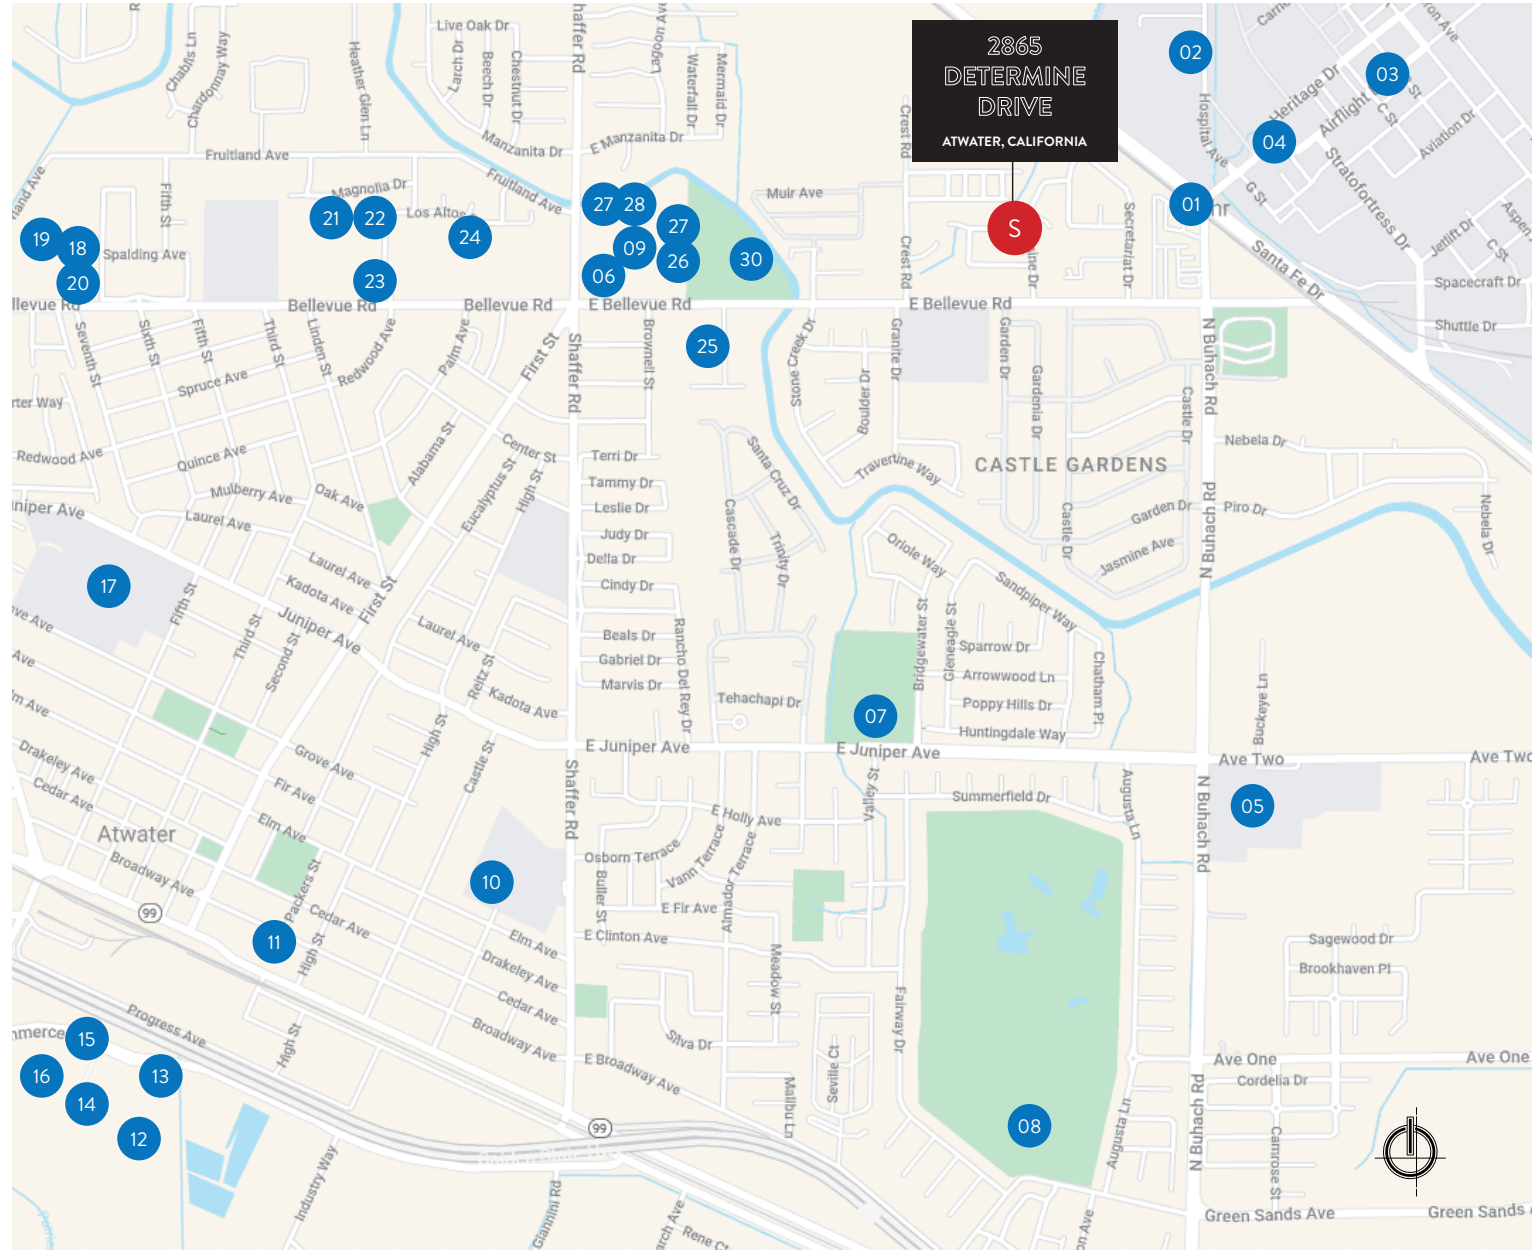 2865
DETERMINE
DRIVE
ATWATER, CALIFORNIA
Live Oak Dr
Larch Dr
Beech Dr
Chestnut Dr
Shaffer Rd
Waterfall Dr
Mermaid Dr
Chablis Ln
Chardonnay Way
Heather Glen Ln
Manzanita Dr
E Manzanita Dr
Crest Rd
Hospital Ave
Heritage Dr
Airflight
C St
Aviation Dr
02
03
04
01
G St
Stratofortress Dr
Jetlift Dr
C St
Aspen
Santa Fe Dr
Spacecraft Dr
Shuttle Dr
Fruitland Ave
Fruitland Ave
Fifth St
Magnolia Dr
Los Altos
Muir Ave
Spalding Ave
Crest Rd
Secretariat Dr
S
19
18
20
21
22
23
24
27
28
27
09
26
06
30
25
Bellevue Rd
Bellevue Rd
E Bellevue Rd
E Bellevue Rd
Seventh St
Sixth St
Fifth St
Third St
Linden St
Redwood Ave
Palm Ave
First St
Shaffer Rd
Brownell St
Stone Creek Dr
Boulder Dr
Granite Dr
Garden Dr
Gardenia Dr
Castle Dr
N Buhach Rd
Spruce Ave
Redwood Ave
Quince Ave
Mulberry Ave
Laurel Ave
Oak Ave
Alabama St
Center St
Eucalyptus St
High St
Terri Dr
Tammy Dr
Leslie Dr
Judy Dr
Della Dr
Cindy Dr
Beals Dr
Gabriel Dr
Marvis Dr
Rancho Del Rey Dr
Santa Cruz Dr
Cascade Dr
Trinity Dr
Travertine Way
CASTLE GARDENS
Nebela Dr
Nebela Dr
Garden Dr
Piro Dr
Castle Dr
Jasmine Ave
N Buhach Rd
Oriole Way
Sandpiper Way
Bridgewater St
Gleneagle St
Sparrow Dr
Arrowwood Ln
Poppy Hills Dr
Huntingdale Way
Chatham Pl
Buckeye Ln
17
Fifth St
Third St
Second St
Laurel Ave
Kadota Ave
First St
Juniper Ave
Laurel Ave
Reitz St
Kadota Ave
High St
Castle St
Tehachapi Dr
E Juniper Ave
E Juniper Ave
07
Ave Two
Ave Two
05
N Buhach Rd
Drakeley Ave
Cedar Ave
Grove Ave
Fir Ave
Elm Ave
Atwater
Broadway Ave
Packers St
High St
Cedar Ave
10
11
99
Shaffer Rd
Valley St
Summerfield Dr
Augusta Ln
E Holly Ave
Osborn Terrace
Vann Terrace
Almador Terrace
Buller St
E Fir Ave
E Clinton Ave
Elm Ave
Drakeley Ave
Cedar Ave
Broadway Ave
Meadow St
Fairway Dr
Silva Dr
Seville Ct
Malibu Ln
E Broadway Ave
Sagewood Dr
Brookhaven Pl
Ave One
Ave One
Cordelia Dr
Camrose St
N Buhach Rd
Augusta Ln
08
Progress Ave
High St
15
16
13
14
12
99
Industry Way
Giannini Rd
Rene Ct
Green Sands Ave
Green Sands